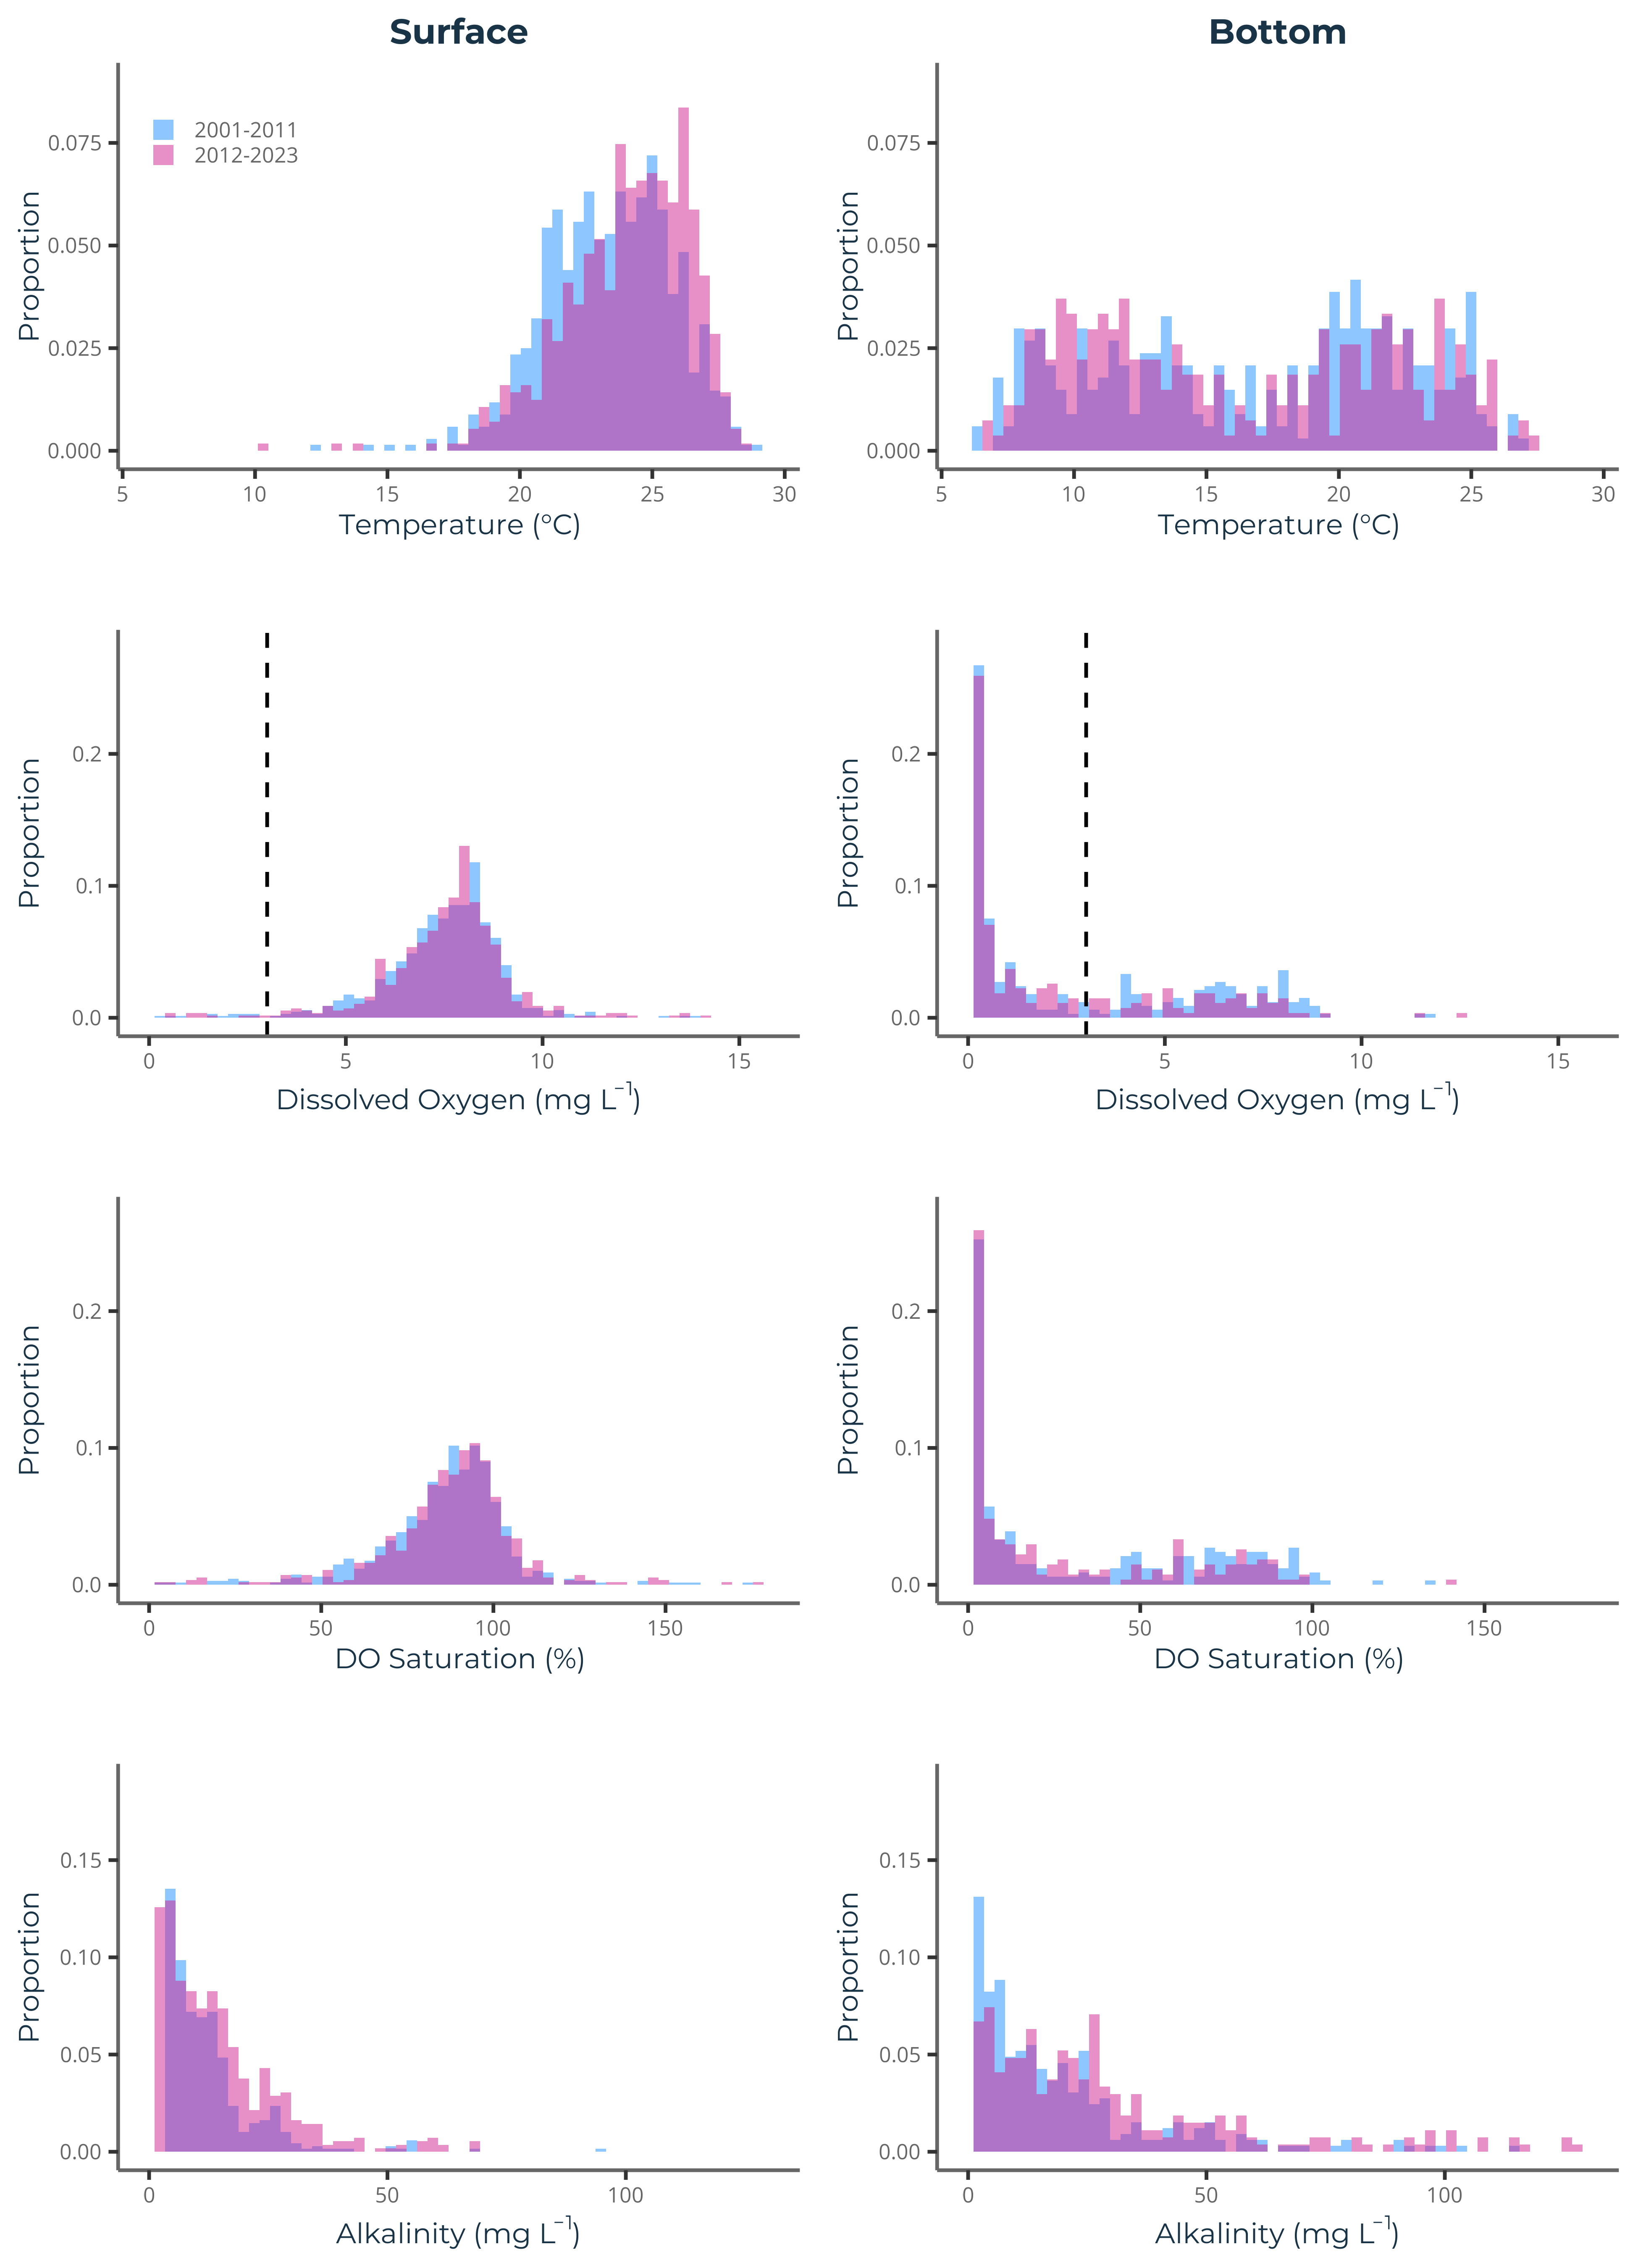 Surface
Bottom
Proportion
0.075
0.050
0.025
0.000
2001-2011
2012-2023
5 10 15 20 25 30
Temperature (°C)
Proportion
0.075
0.050
0.025
0.000
5 10 15 20 25 30
Temperature (°C)
Proportion
0.2
0.1
0.0
0 5 10 15
Dissolved Oxygen (mg L⁻¹)
Proportion
0.2
0.1
0.0
0 5 10 15
Dissolved Oxygen (mg L⁻¹)
Proportion
0.2
0.1
0.0
0 50 100 150
DO Saturation (%)
Proportion
0.2
0.1
0.0
0 50 100 150
DO Saturation (%)
Proportion
0.15
0.10
0.05
0.00
0 50 100
Alkalinity (mg L⁻¹)
Proportion
0.15
0.10
0.05
0.00
0 50 100
Alkalinity (mg L⁻¹)